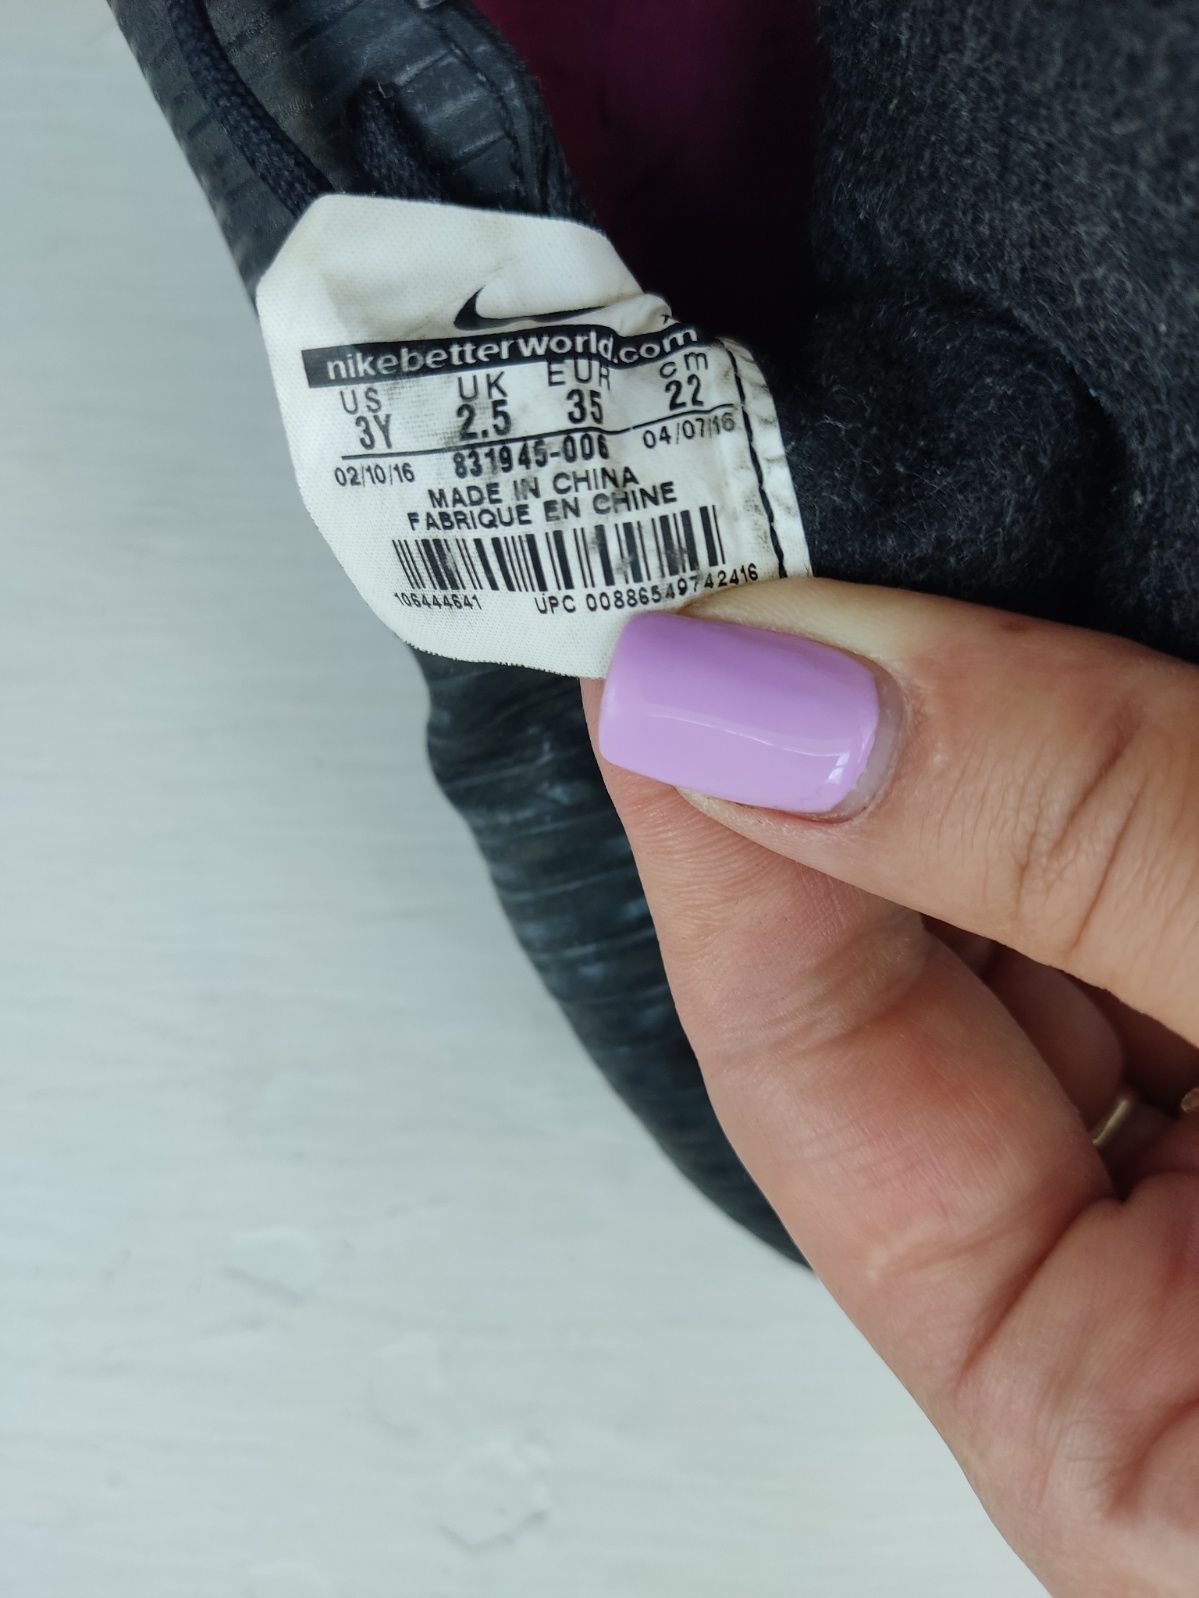 nikebetterworld.com
US UK EUR cm
3Y 2.5 35 22
02/10/16 831945-006 04/07/16
MADE IN CHINA
FABRIQUE EN CHINE
106444641 UPC 00886549742416